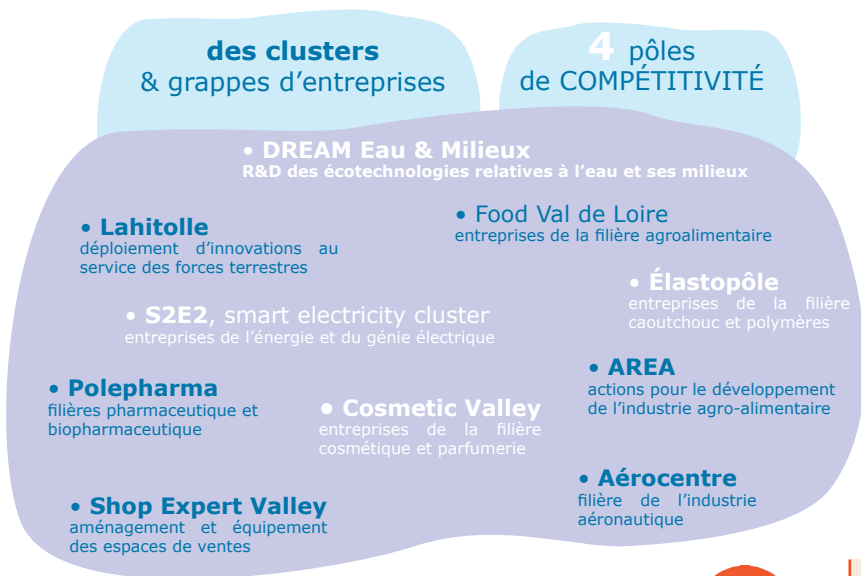 des clusters
& grappes d'entreprises
4 pôles
de COMPÉTITIVITÉ
• DREAM Eau & Milieux
R&D des écotechnologies relatives à l'eau et ses milieux
• Lahitolle
déploiement d'innovations au
service des forces terrestres
• Food Val de Loire
entreprises de la filière agroalimentaire
• Élastopôle
entreprises de la filière
caoutchouc et polymères
• S2E2, smart electricity cluster
entreprises de l'énergie et du génie électrique
• AREA
actions pour le développement
de l'industrie agro-alimentaire
• Polepharma
filières pharmaceutique et
biopharmaceutique
• Cosmetic Valley
entreprises de la filière
cosmétique et parfumerie
• Aérocentre
filière de l'industrie
aéronautique
• Shop Expert Valley
aménagement et équipement
des espaces de ventes